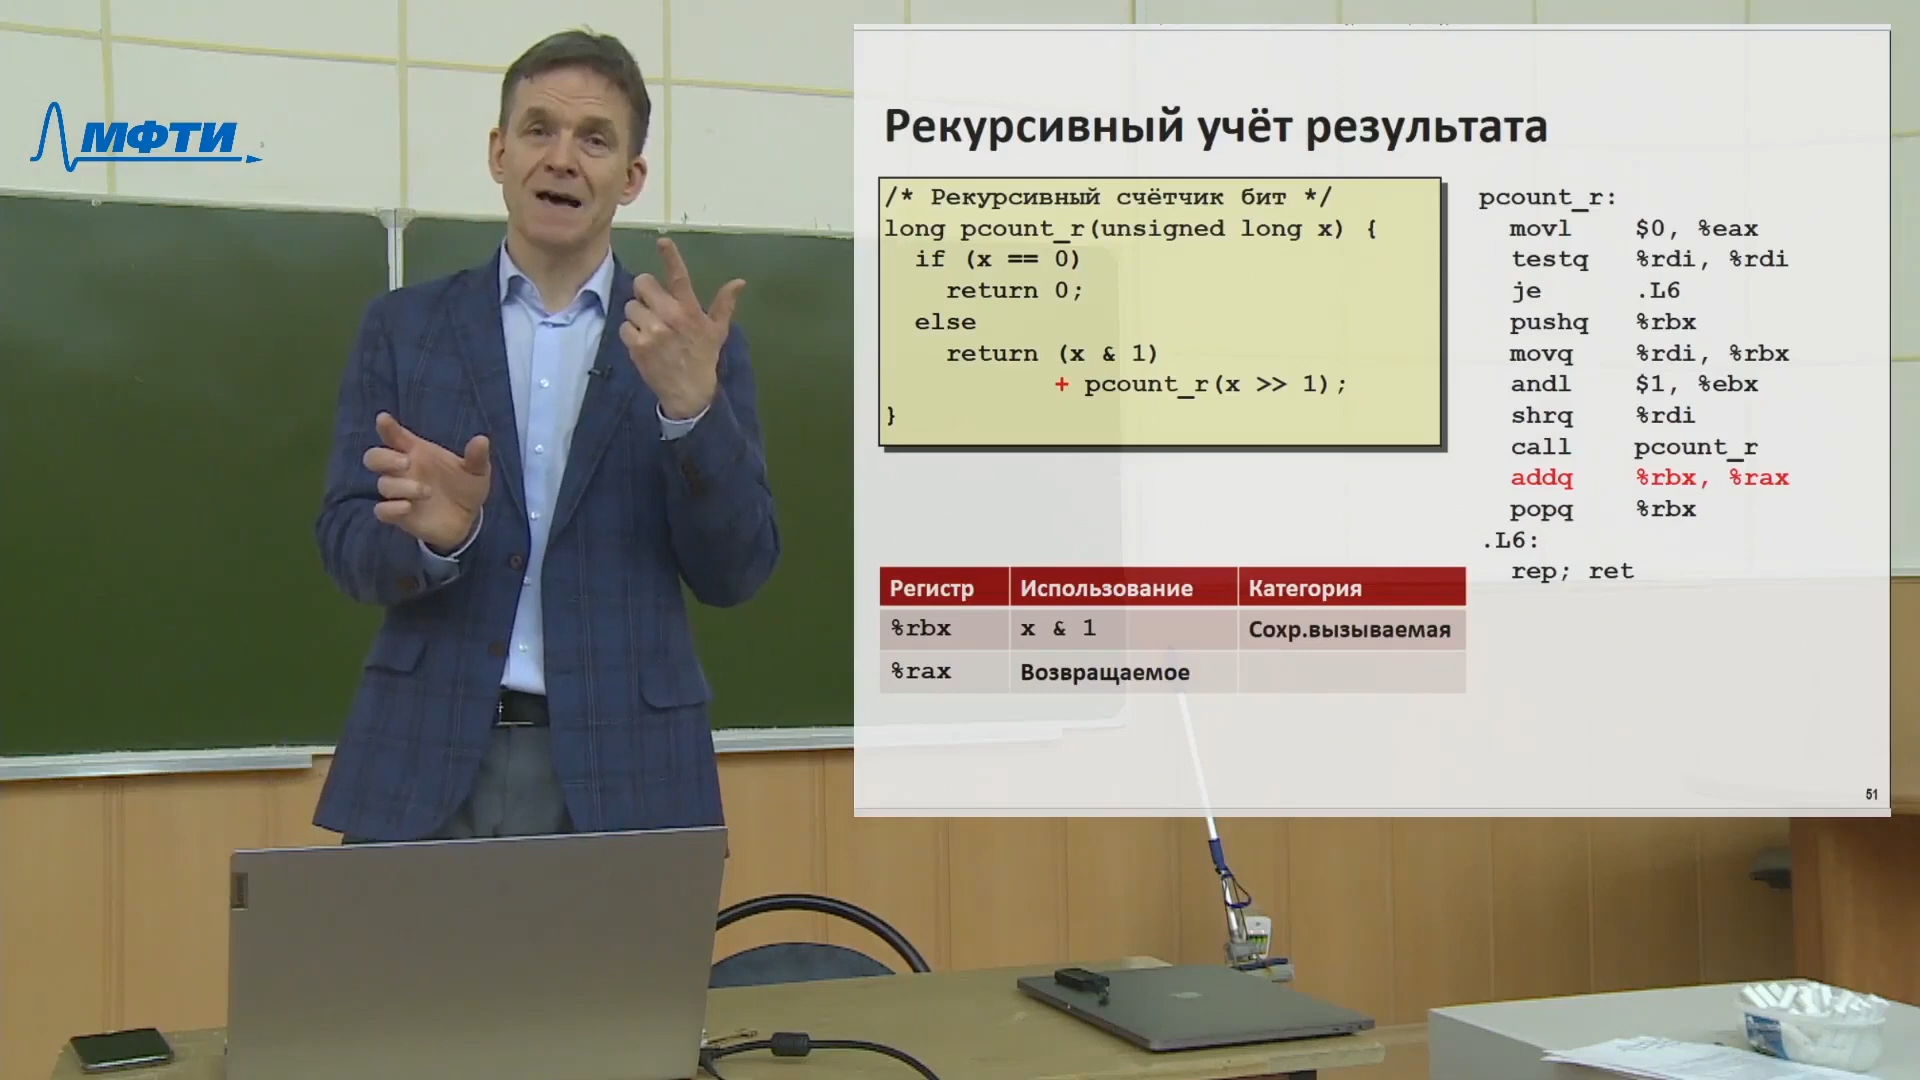 МФТИ
Рекурсивный учёт результата
/* Рекурсивный счётчик бит */
long pcount_r(unsigned long x) {
if (x == 0)
return 0;
else
return (x & 1)
+ pcount_r(x >> 1);
}
pcount_r:
movl $0, %eax
testq %rdi, %rdi
je .L6
pushq %rbx
movq %rdi, %rbx
andl $1, %ebx
shrq %rdi
call pcount_r
addq %rbx, %rax
popq %rbx
.L6:
rep; ret
Регистр Использование Категория
%rbx x & 1 Сохр.вызываемая
%rax Возвращаемое
51